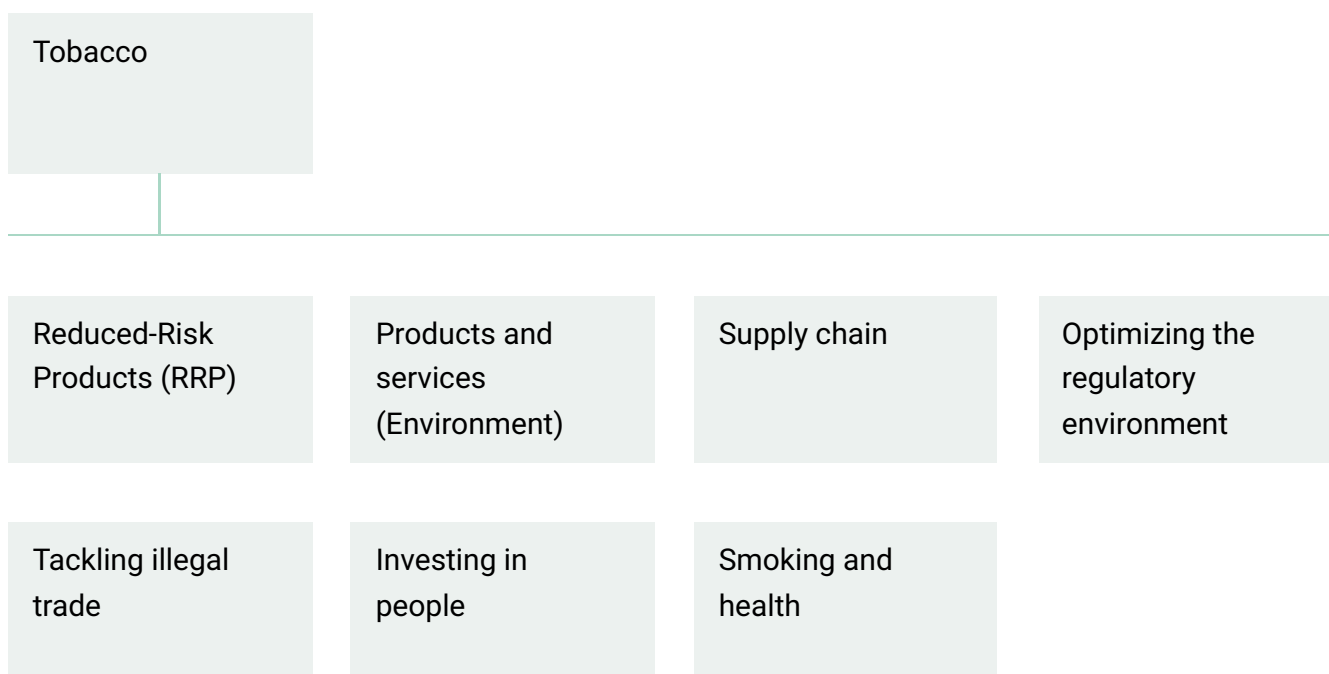 Tobacco
Reduced-Risk
Products (RRP)
Products and
services
(Environment)
Supply chain
Optimizing the
regulatory
environment
Tackling illegal
trade
Investing in
people
Smoking and
health